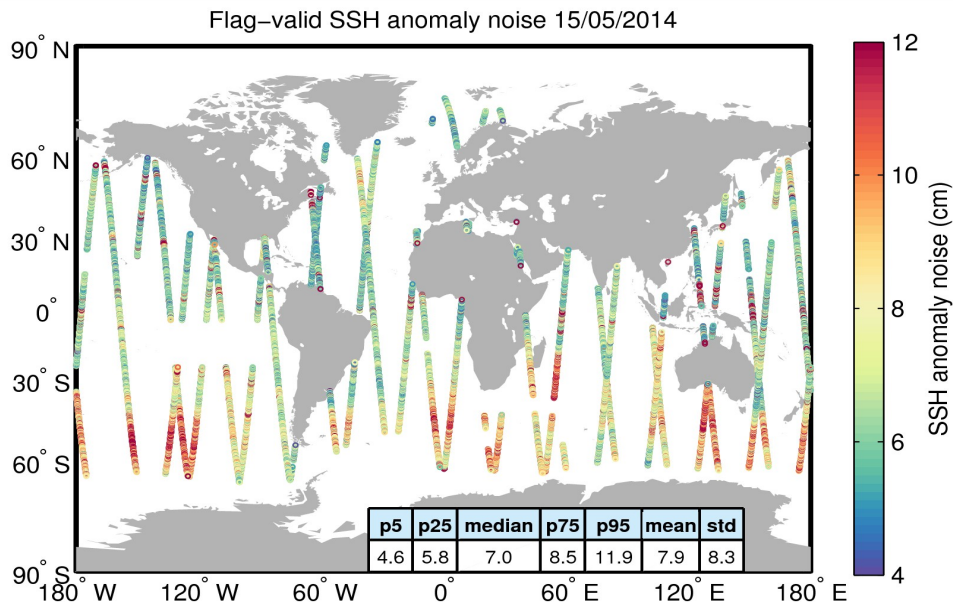 Flag−valid SSH anomaly noise 15/05/2014
90° N
60° N
30° N
0°
30° S
60° S
90° S
180° W
120° W
60° W
0°
60° E
120° E
180° E
p5 p25 median p75 p95 mean std
4.6 5.8 7.0 8.5 11.9 7.9 8.3
12
10
8
6
4
SSH anomaly noise (cm)